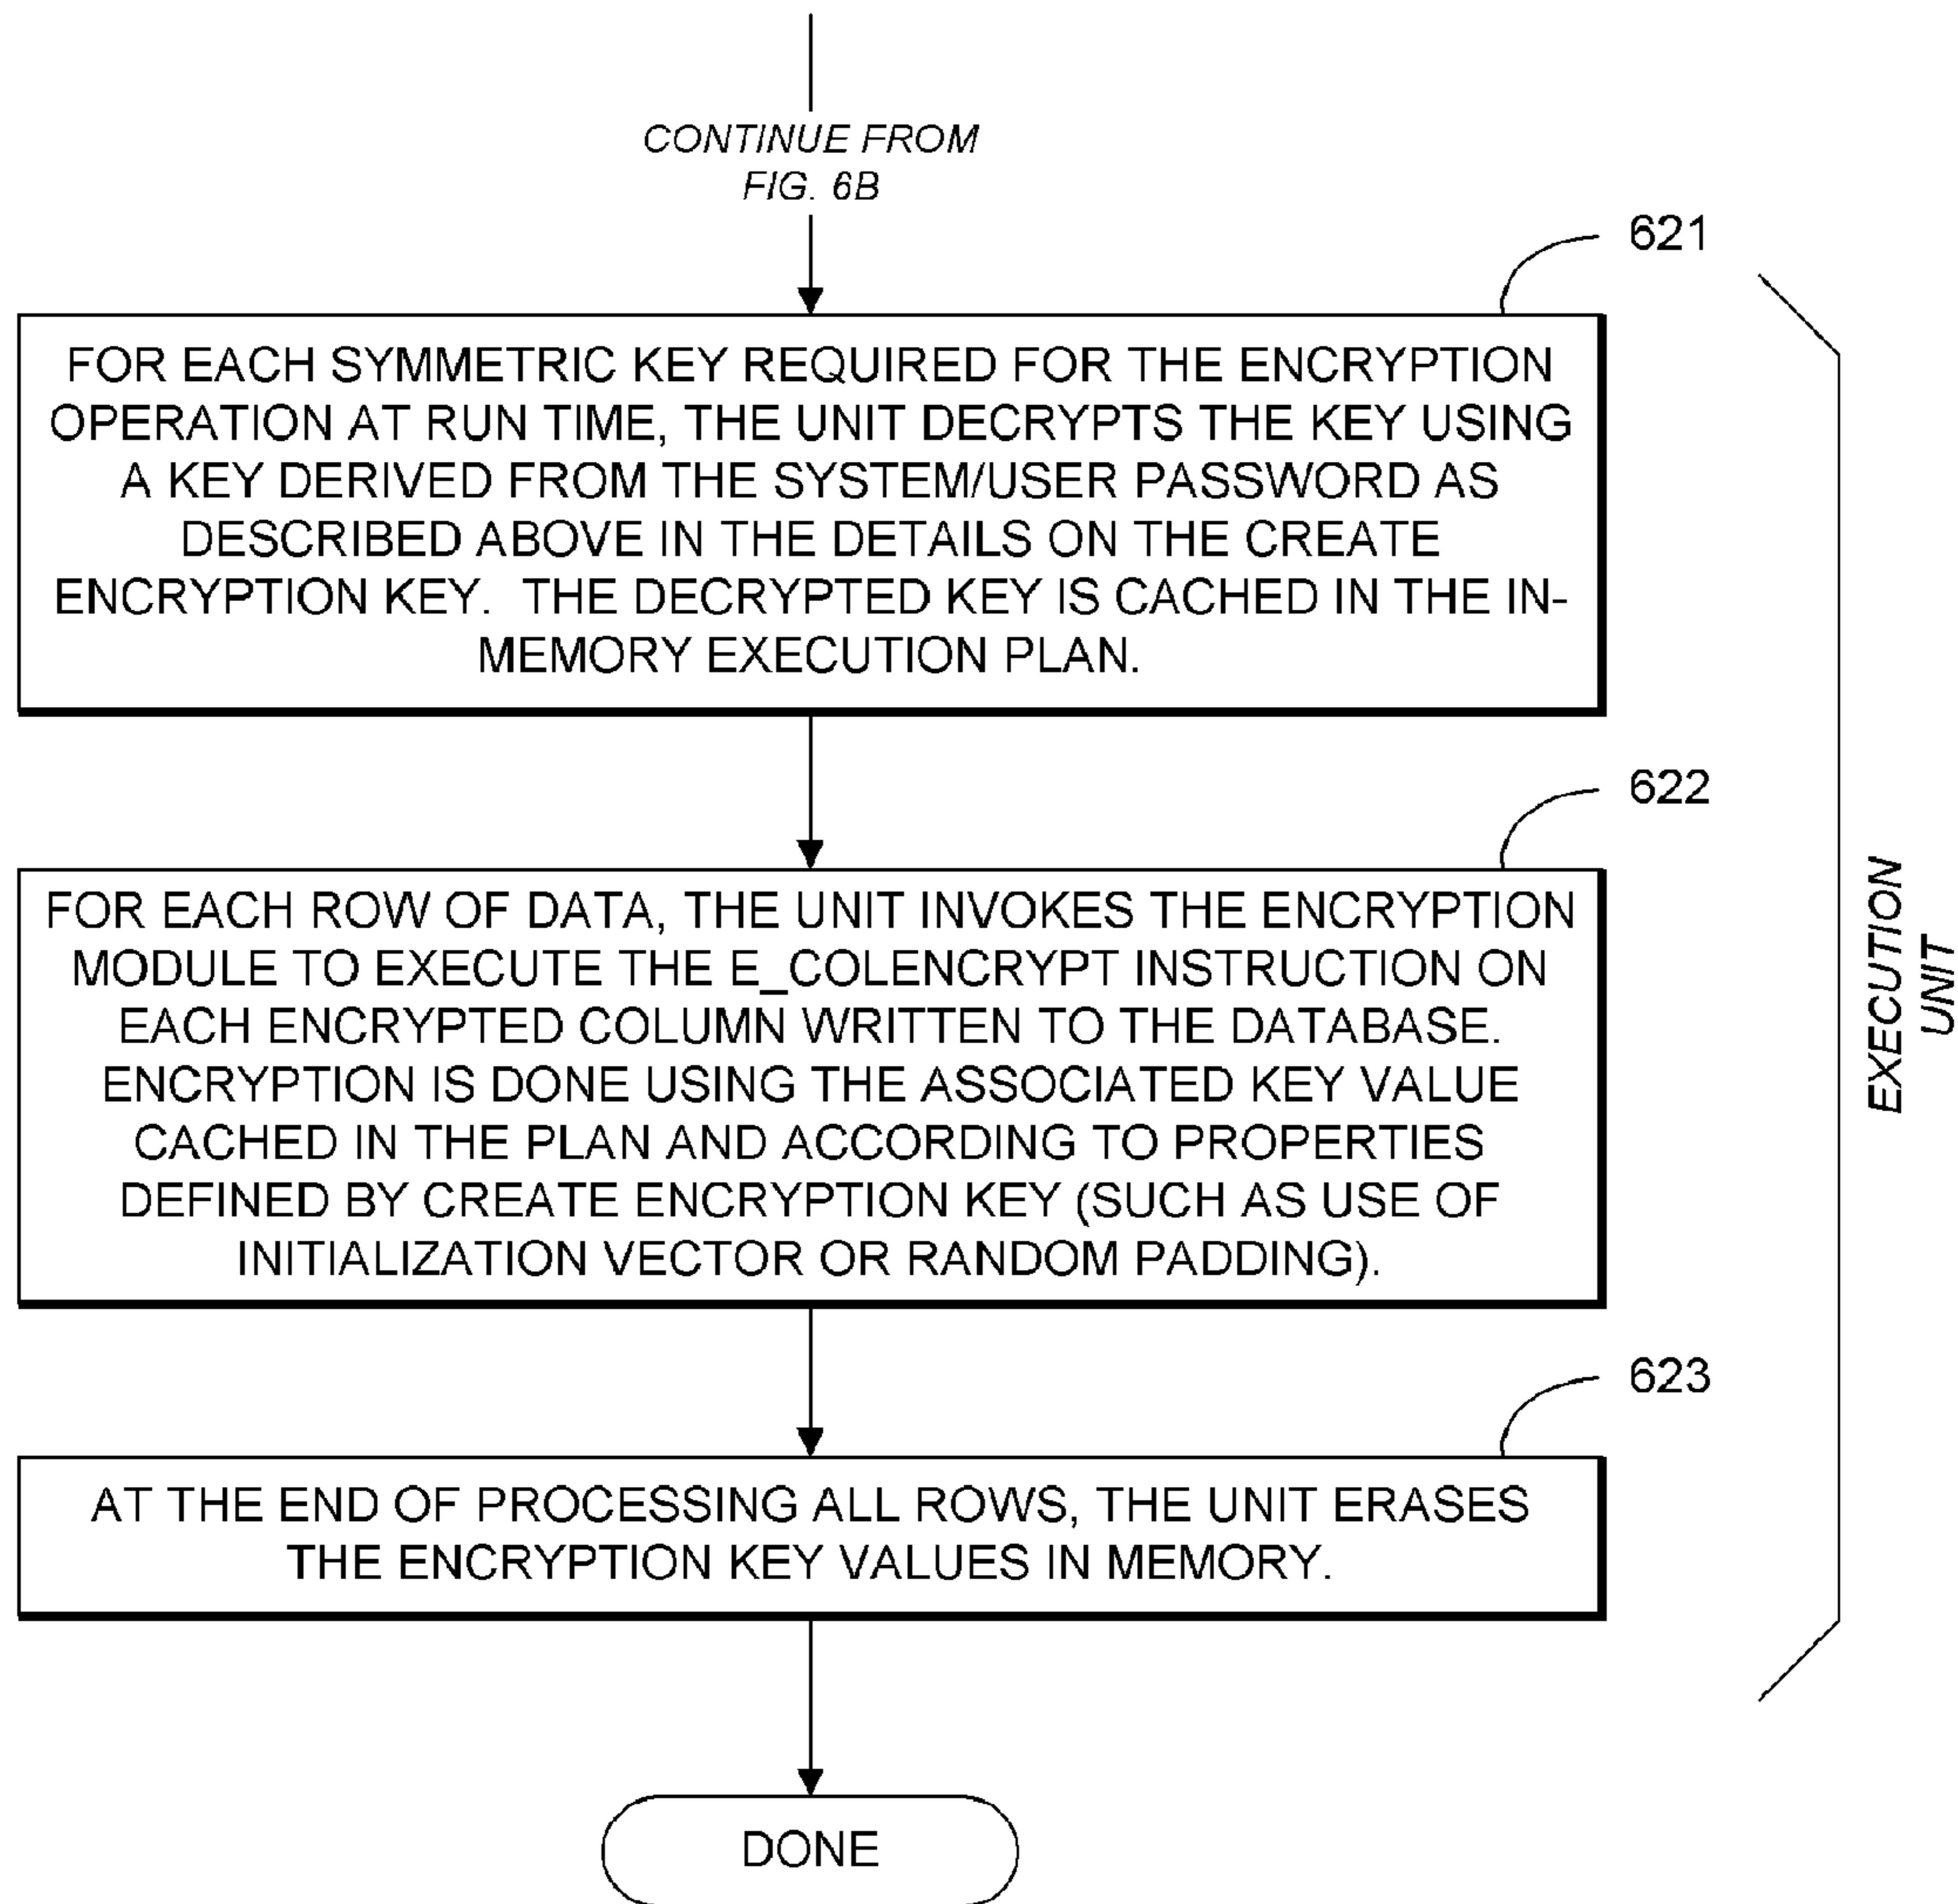 CONTINUE FROM
FIG. 6B
621
FOR EACH SYMMETRIC KEY REQUIRED FOR THE ENCRYPTION
OPERATION AT RUN TIME, THE UNIT DECRYPTS THE KEY USING
A KEY DERIVED FROM THE SYSTEM/USER PASSWORD AS
DESCRIBED ABOVE IN THE DETAILS ON THE CREATE
ENCRYPTION KEY.  THE DECRYPTED KEY IS CACHED IN THE IN-
MEMORY EXECUTION PLAN.
622
FOR EACH ROW OF DATA, THE UNIT INVOKES THE ENCRYPTION
MODULE TO EXECUTE THE E_COLENCRYPT INSTRUCTION ON
EACH ENCRYPTED COLUMN WRITTEN TO THE DATABASE.
ENCRYPTION IS DONE USING THE ASSOCIATED KEY VALUE
CACHED IN THE PLAN AND ACCORDING TO PROPERTIES
DEFINED BY CREATE ENCRYPTION KEY (SUCH AS USE OF
INITIALIZATION VECTOR OR RANDOM PADDING).
623
AT THE END OF PROCESSING ALL ROWS, THE UNIT ERASES
THE ENCRYPTION KEY VALUES IN MEMORY.
DONE
EXECUTION
UNIT